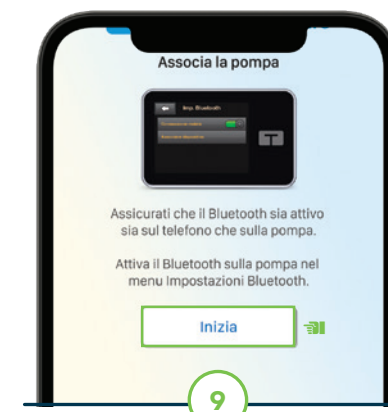 Associa la pompa
Imp. Bluetooth
Assicurati che il Bluetooth sia attivo
sia sul telefono che sulla pompa.
Attiva il Bluetooth sulla pompa nel
menu Impostazioni Bluetooth.
Inizia
9